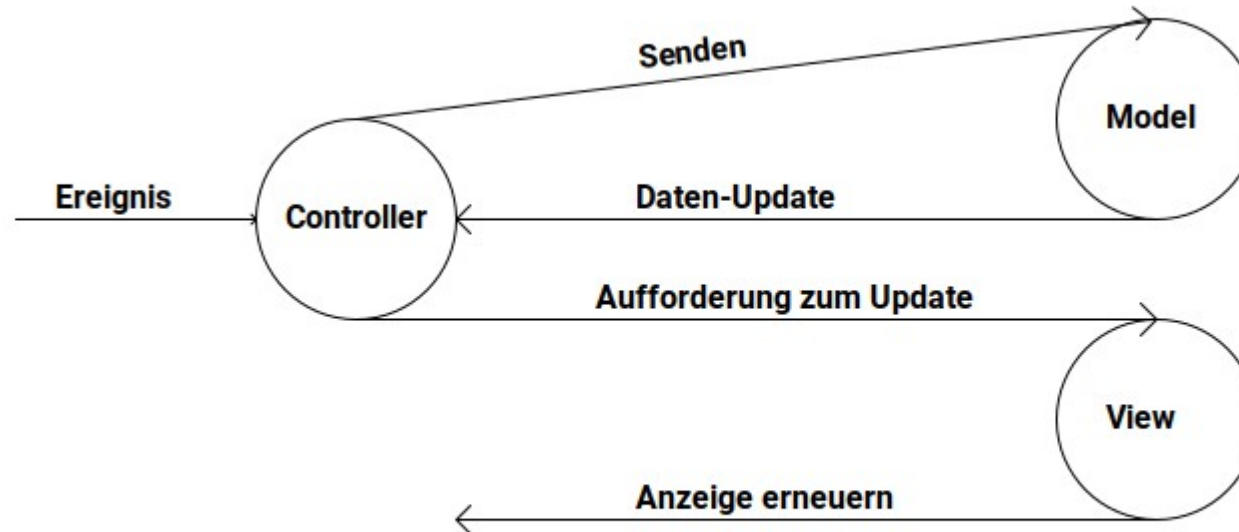 Senden
Model
Ereignis
Controller
Daten-Update
Aufforderung zum Update
View
Anzeige erneuern